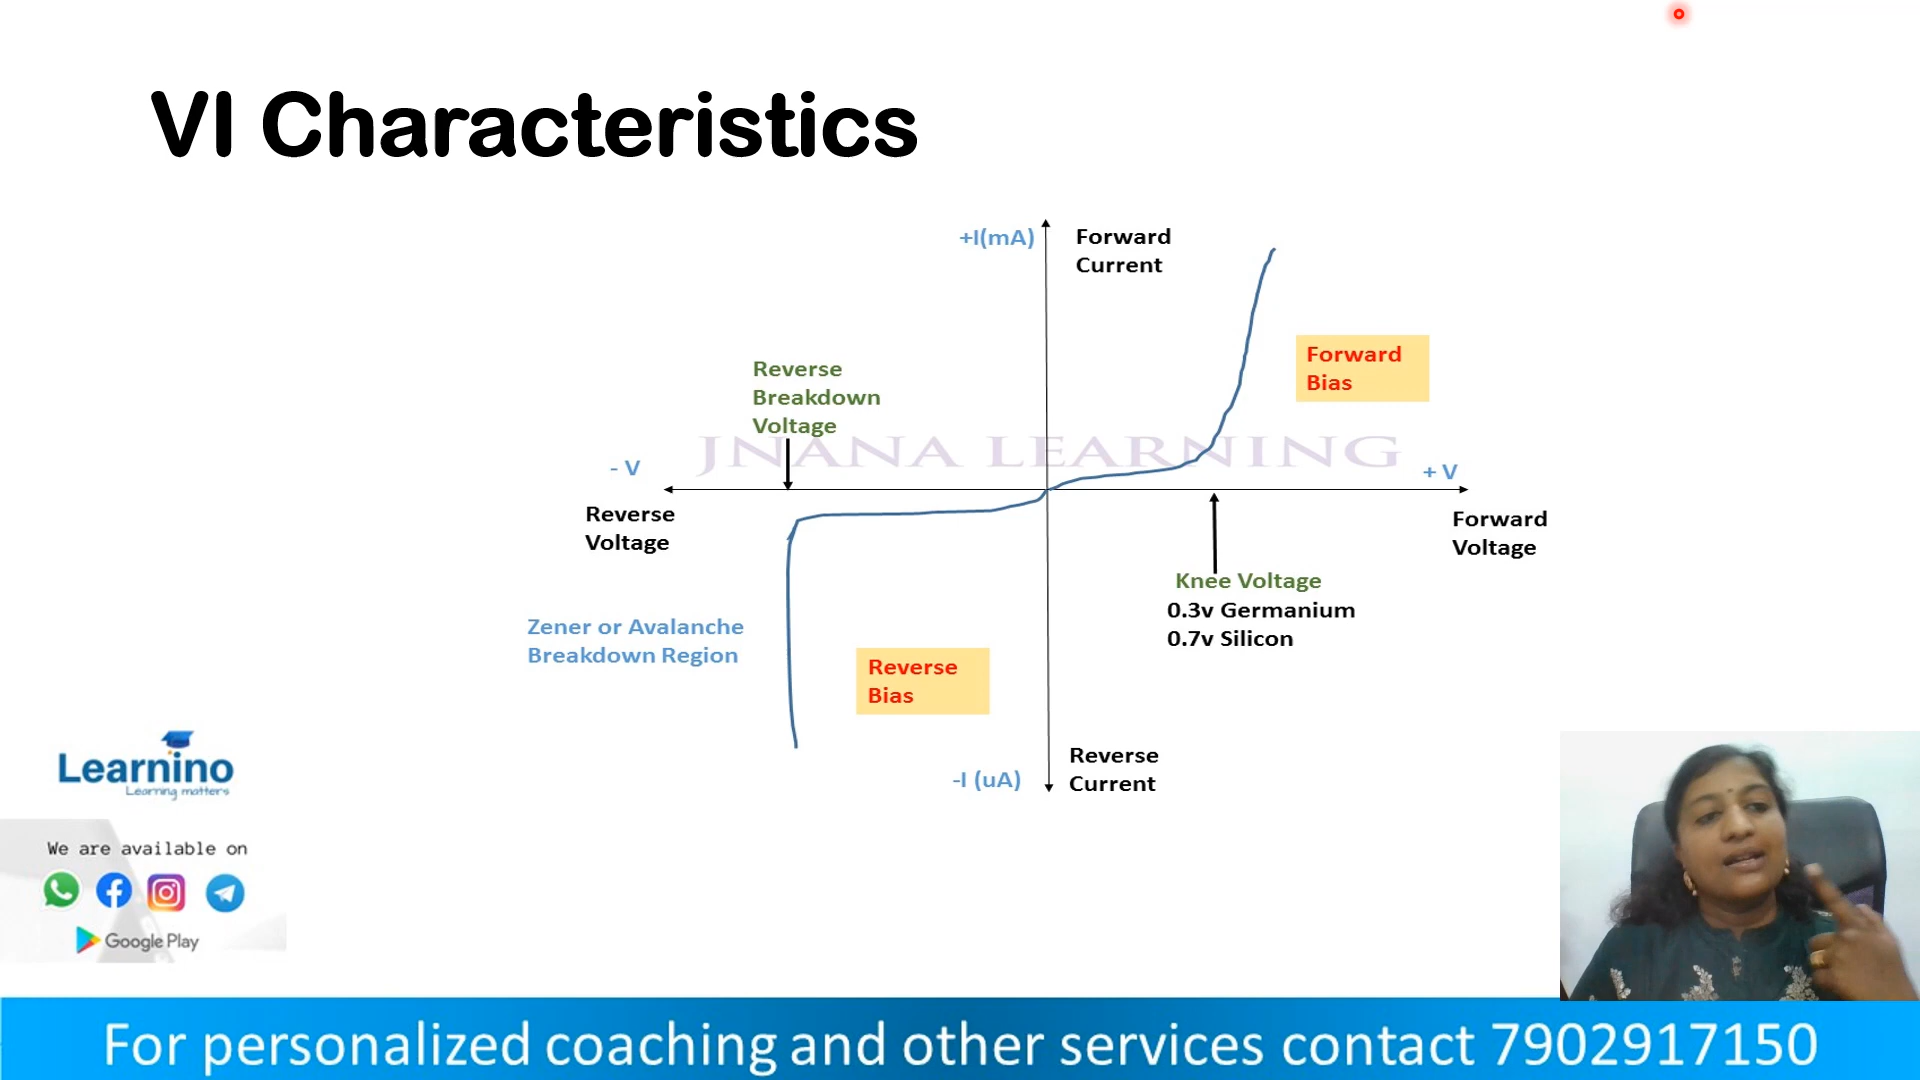 VI Characteristics
+I(mA)
Forward
Current
Forward
Bias
Reverse
Breakdown
Voltage
JNANA LEARNING
- V
+ V
Reverse
Voltage
Forward
Voltage
Knee Voltage
0.3v Germanium
0.7v Silicon
Zener or Avalanche
Breakdown Region
Reverse
Bias
-I (uA)
Reverse
Current
Learnino
Learning matters
We are available on
Google Play
For personalized coaching and other services contact 7902917150